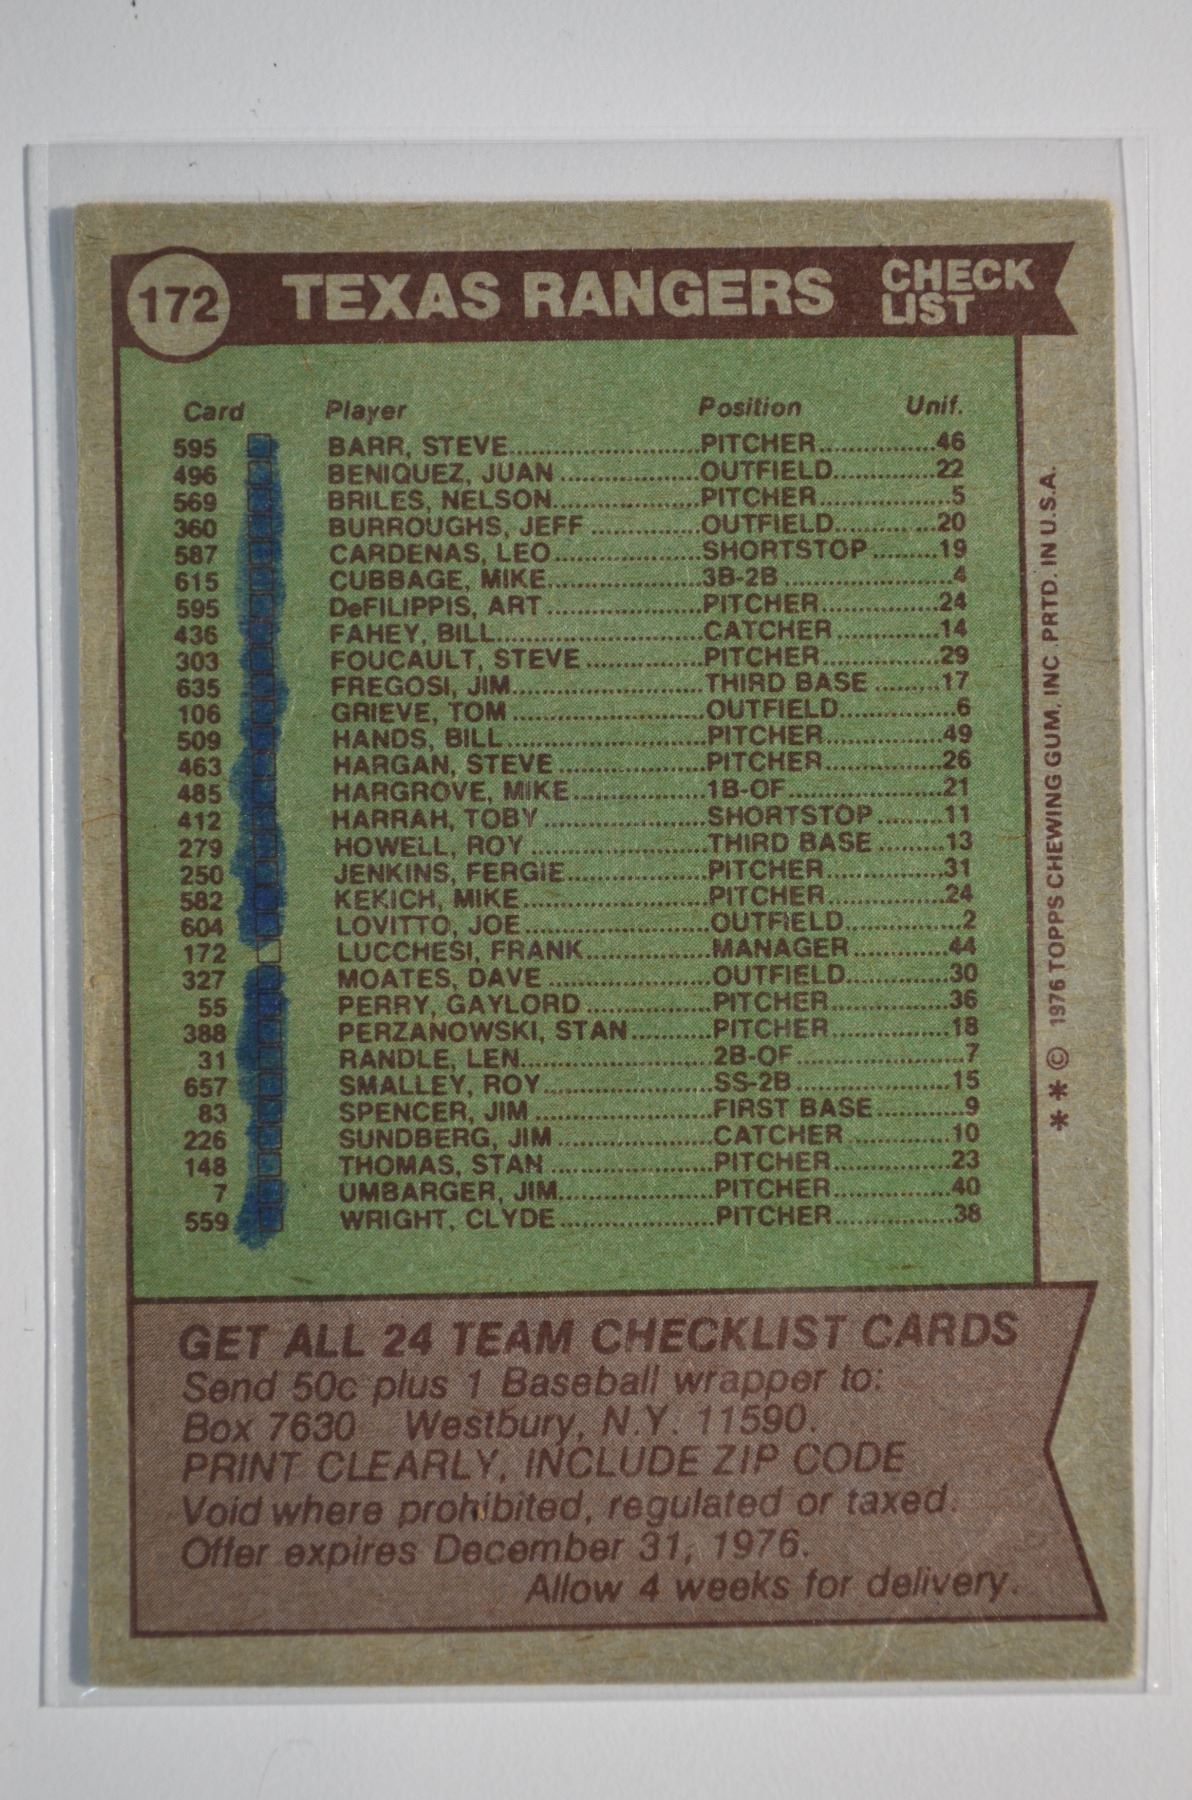 172 TEXAS RANGERS CHECK LIST
Card Player Position Unif.
595 BARR, STEVE PITCHER 46
496 BENIQUEZ, JUAN OUTFIELD 22
569 BRILES, NELSON PITCHER 5
360 BURROUGHS, JEFF OUTFIELD 20
587 CARDENAS, LEO SHORTSTOP 19
615 CUBBAGE, MIKE 3B-2B 4
595 DeFILIPPIS, ART PITCHER 24
436 FAHEY, BILL CATCHER 14
303 FOUCAULT, STEVE PITCHER 29
635 FREGOSI, JIM THIRD BASE 17
106 GRIEVE, TOM OUTFIELD 6
509 HANDS, BILL PITCHER 49
463 HARGAN, STEVE PITCHER 26
485 HARGROVE, MIKE 1B-OF 21
412 HARRAH, TOBY SHORTSTOP 11
279 HOWELL, ROY THIRD BASE 13
250 JENKINS, FERGIE PITCHER 31
582 KEKICH, MIKE PITCHER 24
604 LOVITTO, JOE OUTFIELD 2
172 LUCCHESI, FRANK MANAGER 44
327 MOATES, DAVE OUTFIELD 30
55 PERRY, GAYLORD PITCHER 36
388 PERZANOWSKI, STAN PITCHER 18
31 RANDLE, LEN 2B-OF 7
657 SMALLEY, ROY SS-2B 15
83 SPENCER, JIM FIRST BASE 9
226 SUNDBERG, JIM CATCHER 10
148 THOMAS, STAN PITCHER 23
7 UMBARGER, JIM PITCHER 40
559 WRIGHT, CLYDE PITCHER 38
GET ALL 24 TEAM CHECKLIST CARDS
Send 50c plus 1 Baseball wrapper to:
Box 7630 Westbury, N.Y. 11590.
PRINT CLEARLY, INCLUDE ZIP CODE
Void where prohibited, regulated or taxed.
Offer expires December 31, 1976.
Allow 4 weeks for delivery.
** © 1976 TOPPS CHEWING GUM, INC. PRTD. IN U.S.A.